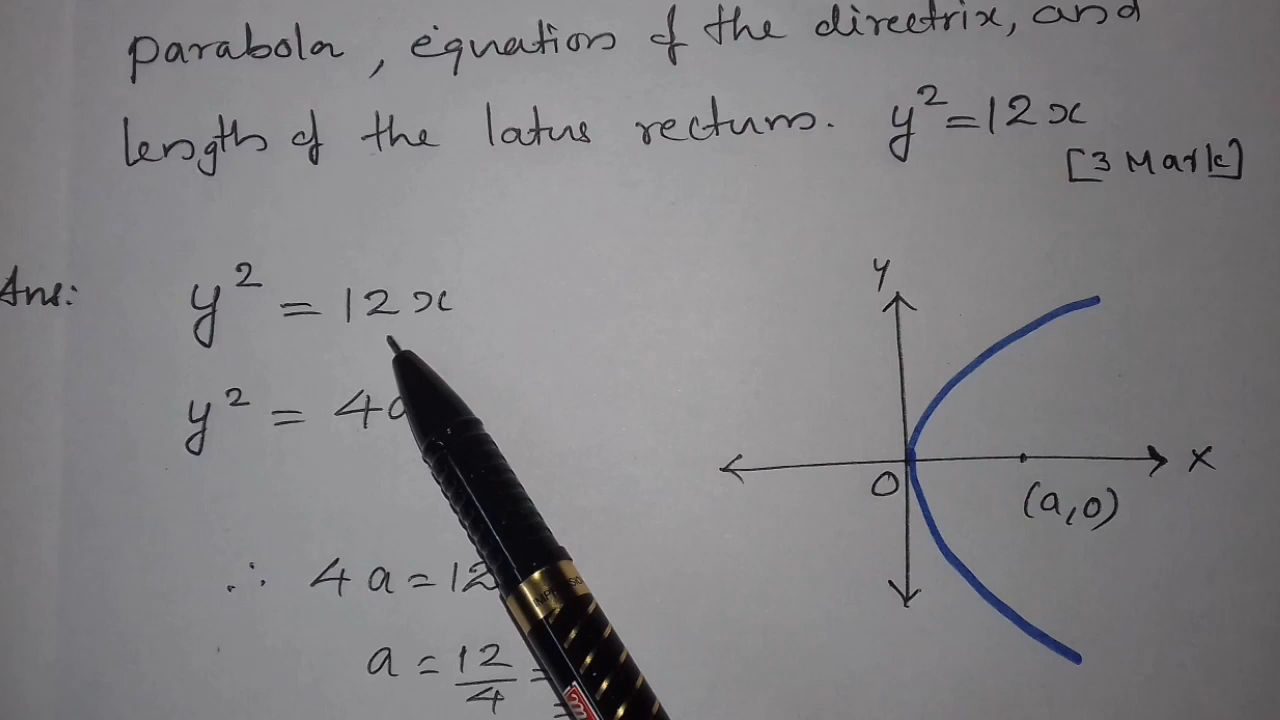 parabola, equation of the directrix, and
length of the latus rectum. y² = 12x
[3 Mark]
Ans: y² = 12x
y² = 4a
∴ 4a = 12
a = 12/4 =
Y
X
O
(a,0)